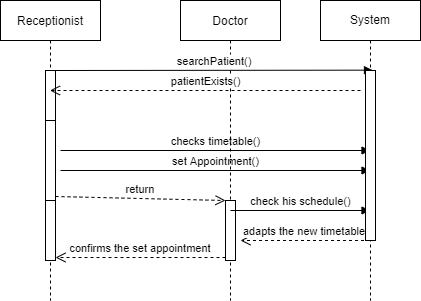 Receptionist
Doctor
System
searchPatient()
patientExists()
checks timetable()
set Appointment()
return
check his schedule()
adapts the new timetable
confirms the set appointment